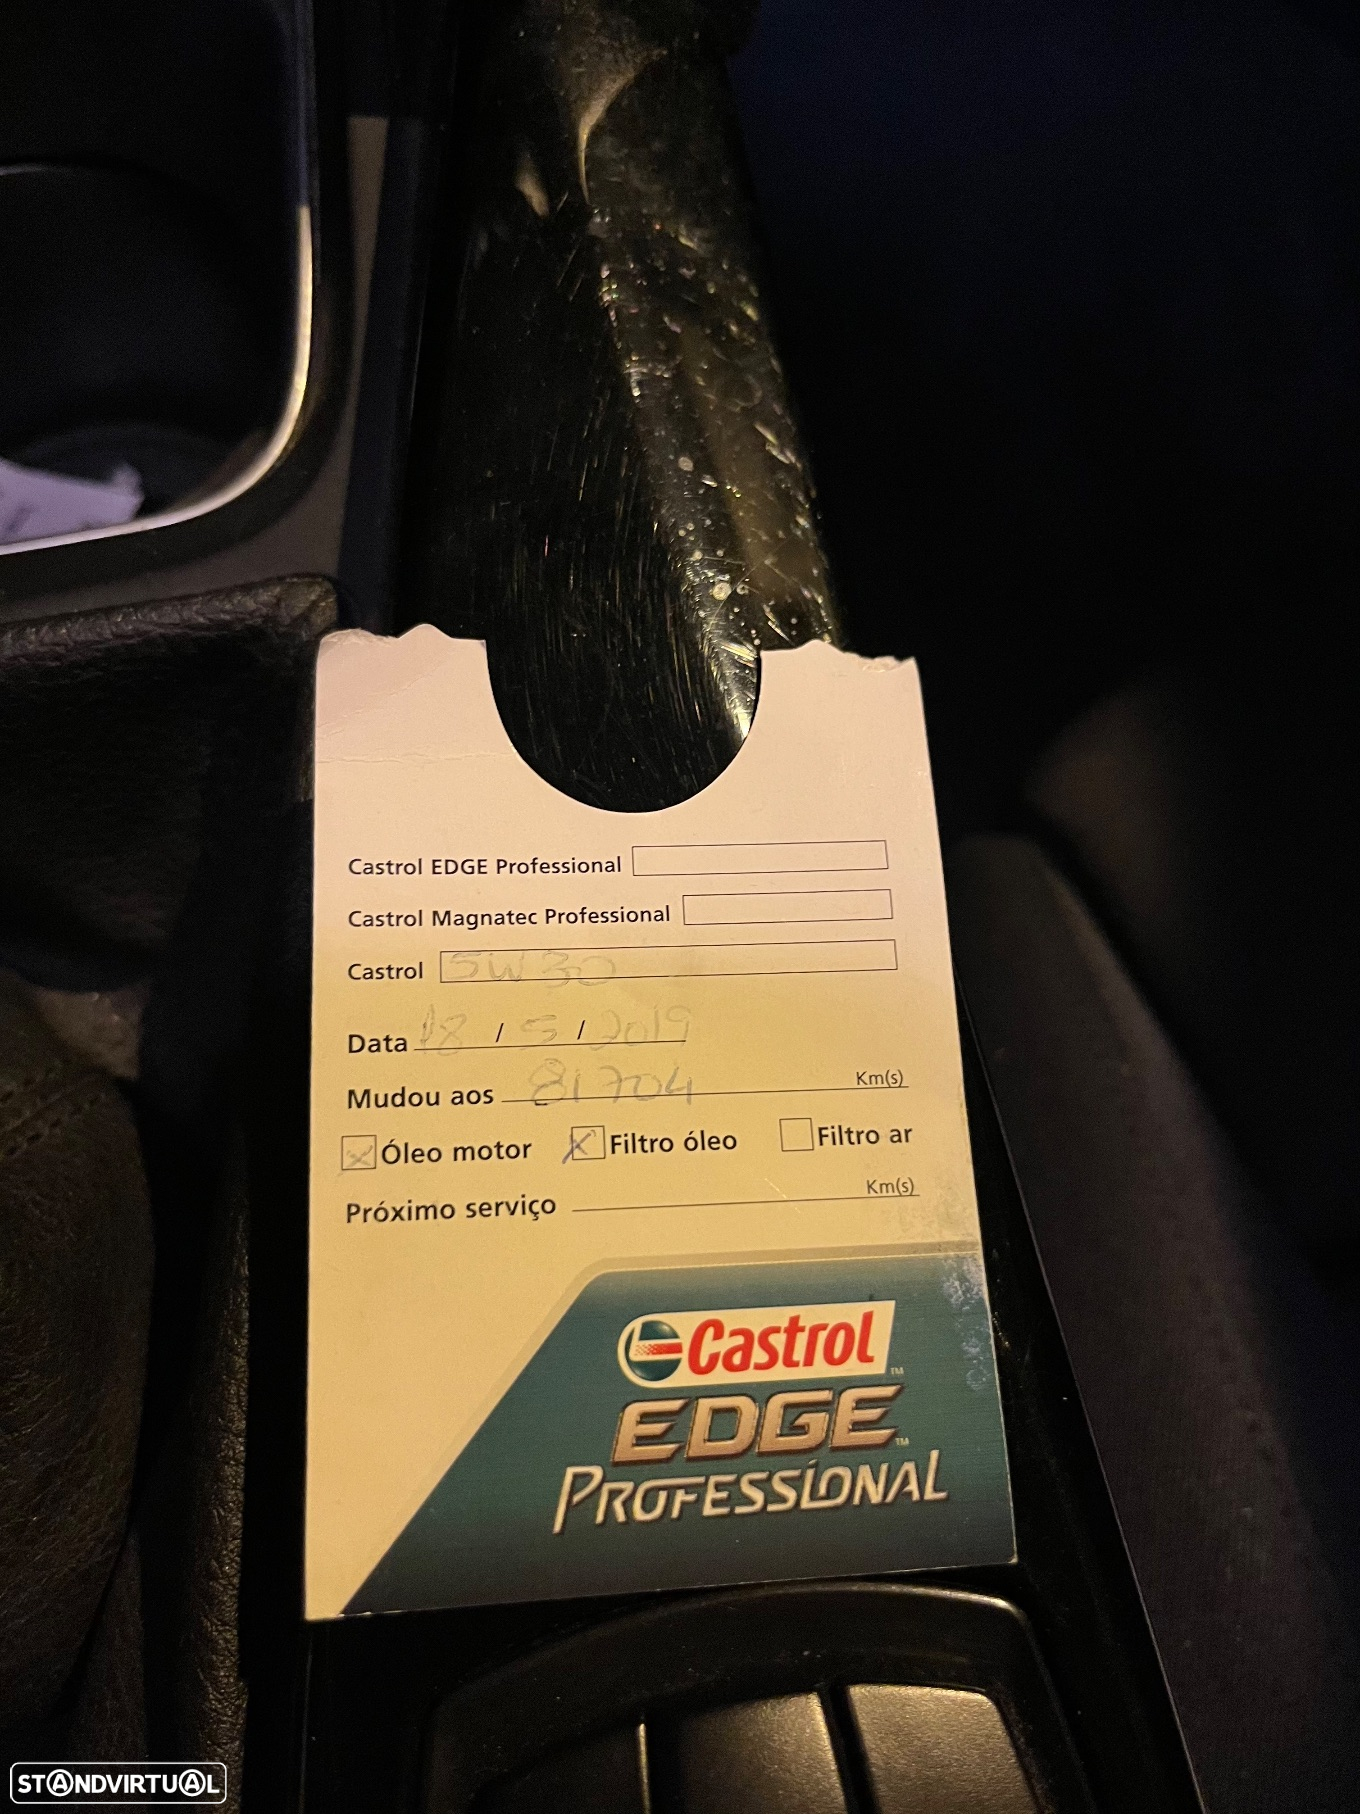 Castrol EDGE Professional
Castrol Magnatec Professional
Castrol 5W30
Data 18 / 5 / 2019
Mudou aos 81704 Km(s)
Óleo motor Filtro óleo Filtro ar
Próximo serviço Km(s)
Castrol
EDGE
PROFESSIONAL
STANDVIRTUAL